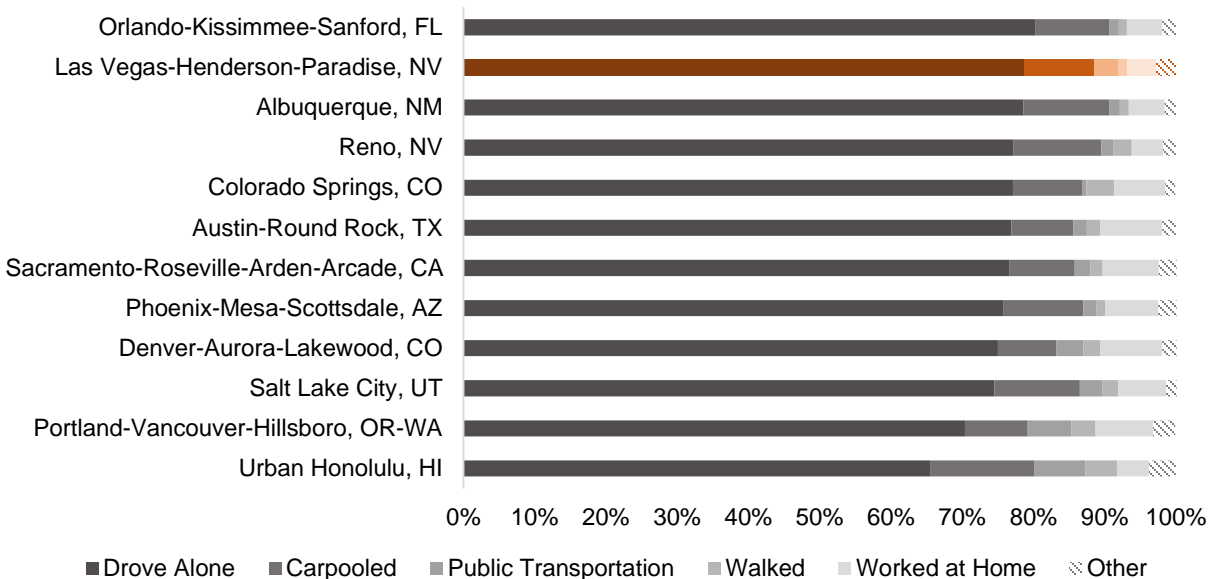 Orlando-Kissimmee-Sanford, FL
Las Vegas-Henderson-Paradise, NV
Albuquerque, NM
Reno, NV
Colorado Springs, CO
Austin-Round Rock, TX
Sacramento-Roseville-Arden-Arcade, CA
Phoenix-Mesa-Scottsdale, AZ
Denver-Aurora-Lakewood, CO
Salt Lake City, UT
Portland-Vancouver-Hillsboro, OR-WA
Urban Honolulu, HI
0% 10% 20% 30% 40% 50% 60% 70% 80% 90% 100%
Drove Alone Carpooled Public Transportation Walked Worked at Home Other